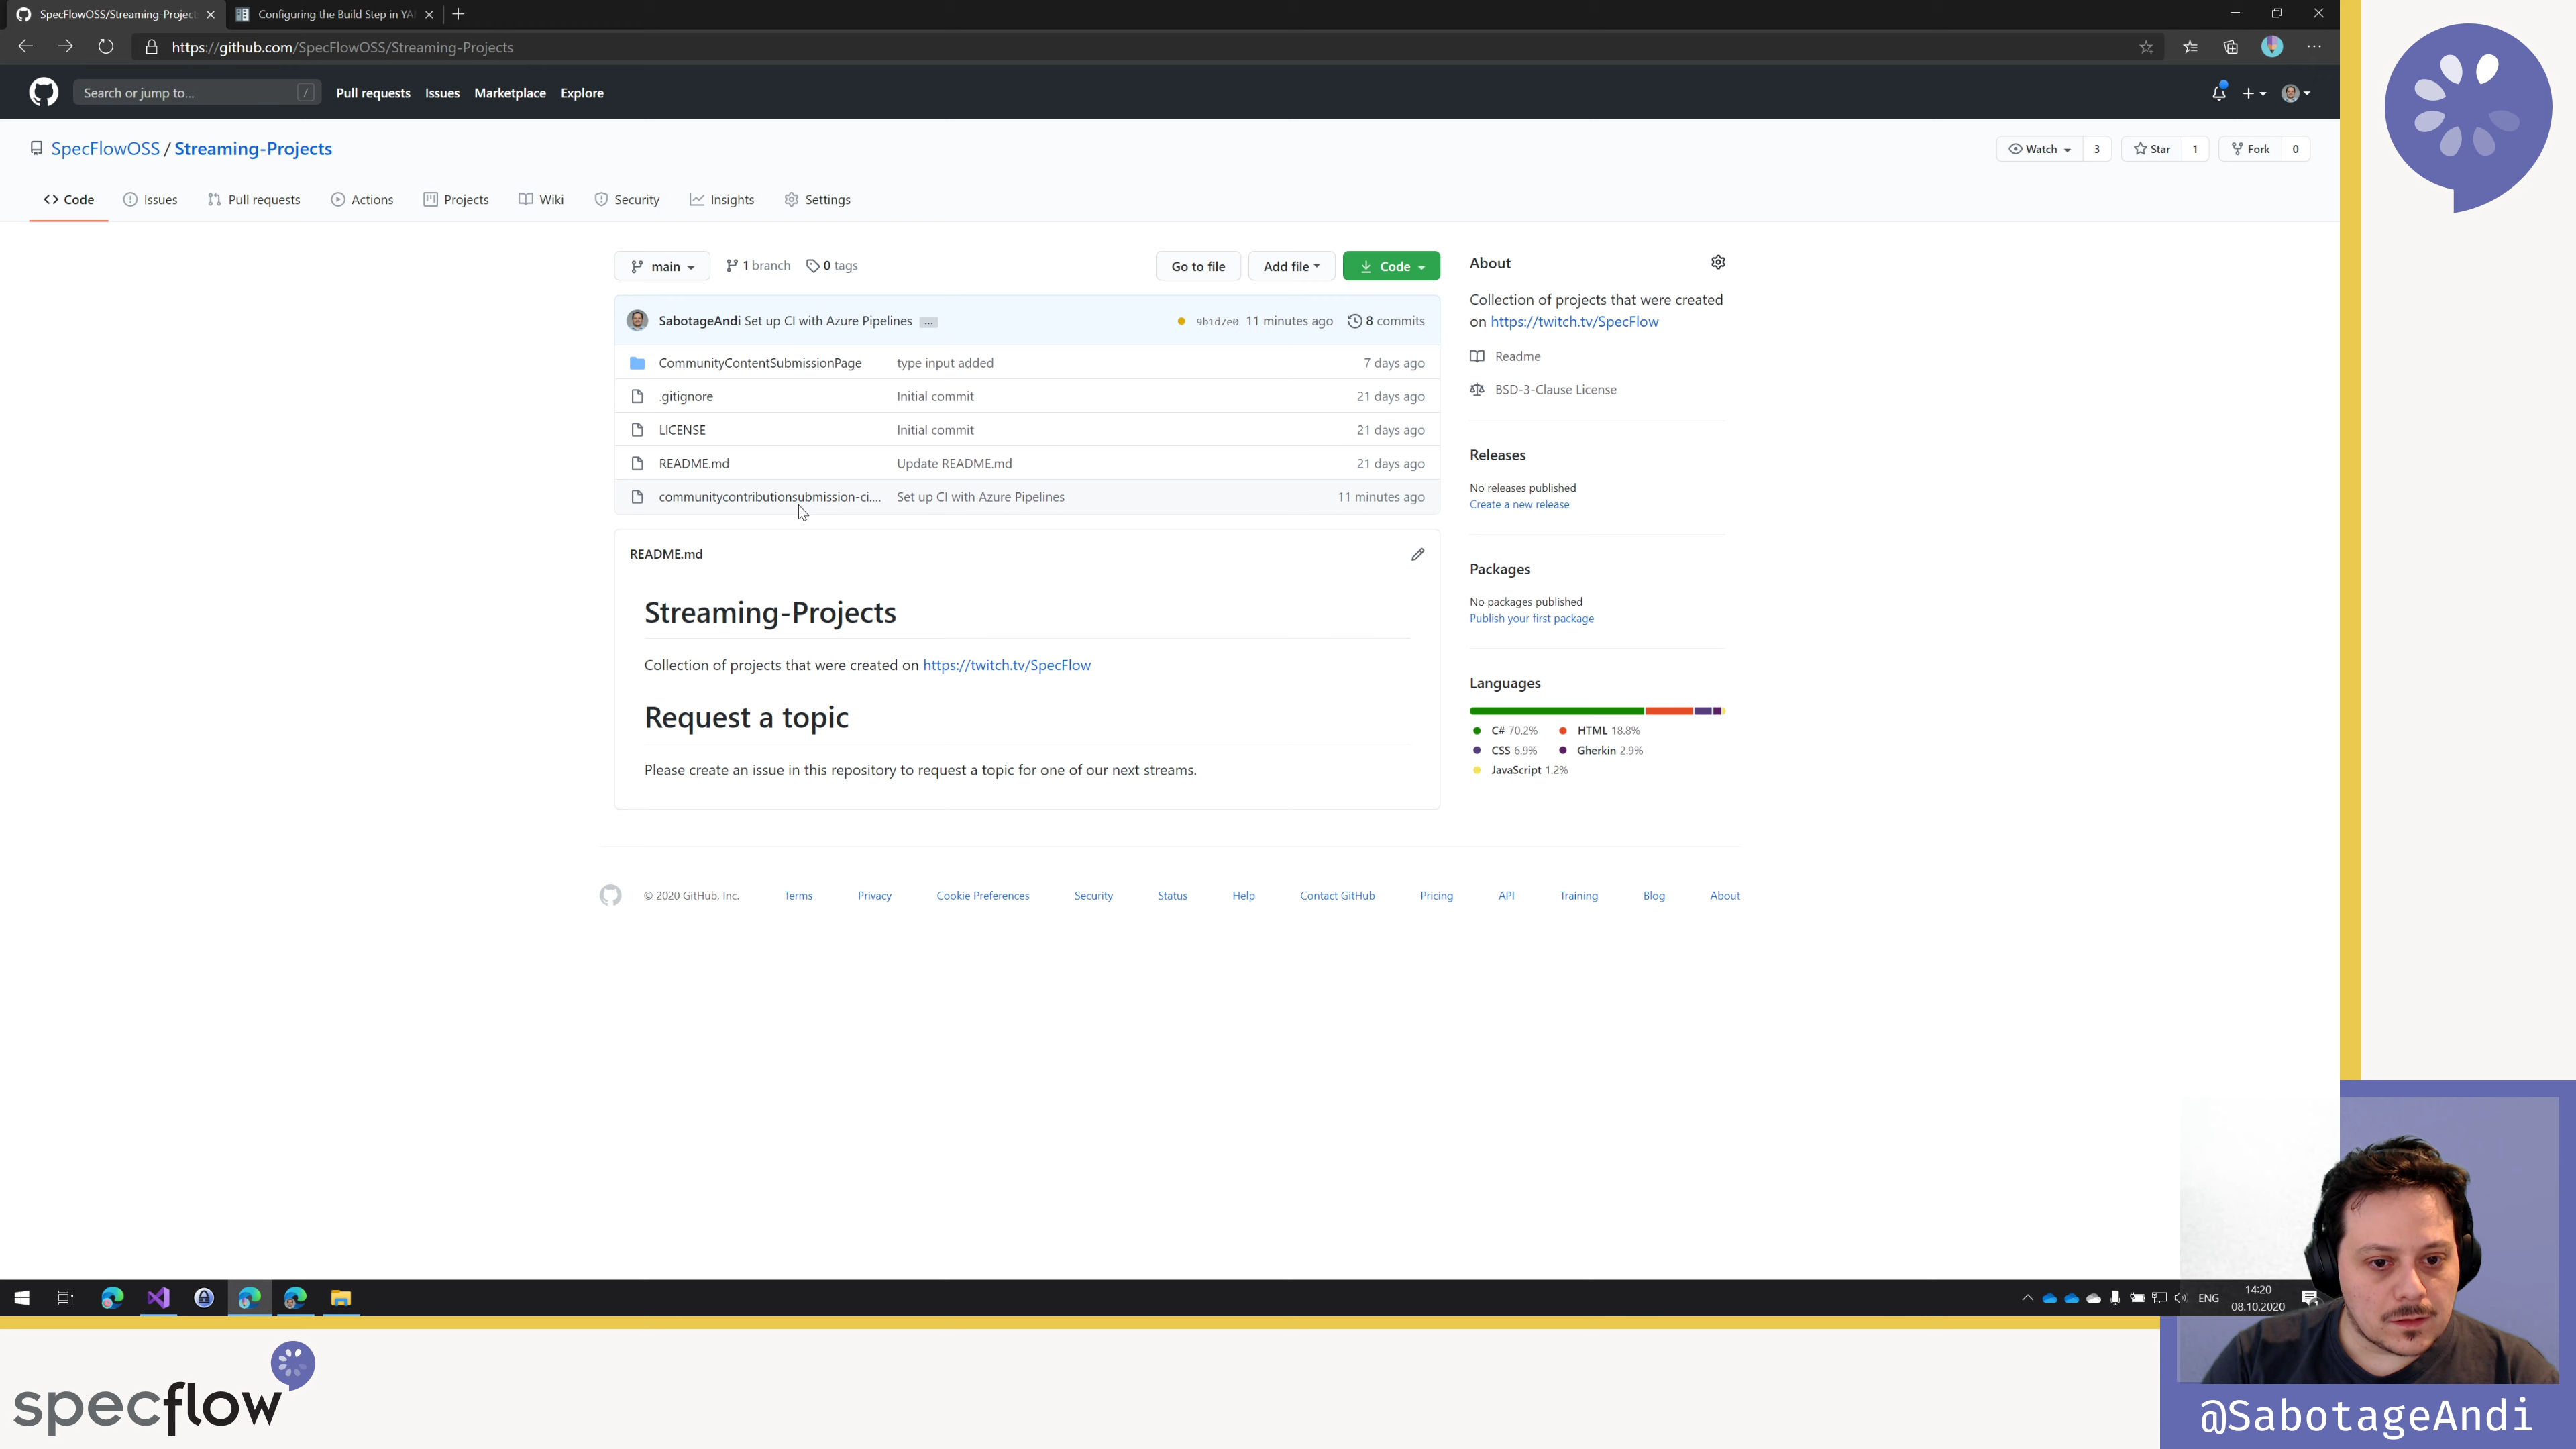 SpecFlowOSS/Streaming-Project
Configuring the Build Step in YA
https://github.com/SpecFlowOSS/Streaming-Projects
Search or jump to...
/
Pull requests
Issues
Marketplace
Explore
SpecFlowOSS / Streaming-Projects
Watch 3
Star 1
Fork 0
Code
Issues
Pull requests
Actions
Projects
Wiki
Security
Insights
Settings
main
1 branch
0 tags
Go to file
Add file
Code
SabotageAndi Set up CI with Azure Pipelines ...
9b1d7e0 11 minutes ago
8 commits
CommunityContentSubmissionPage type input added 7 days ago
.gitignore Initial commit 21 days ago
LICENSE Initial commit 21 days ago
README.md Update README.md 21 days ago
communitycontributionsubmission-ci.... Set up CI with Azure Pipelines 11 minutes ago
README.md
Streaming-Projects
Collection of projects that were created on https://twitch.tv/SpecFlow
Request a topic
Please create an issue in this repository to request a topic for one of our next streams.
About
Collection of projects that were created
on https://twitch.tv/SpecFlow
Readme
BSD-3-Clause License
Releases
No releases published
Create a new release
Packages
No packages published
Publish your first package
Languages
C# 70.2% HTML 18.8%
CSS 6.9% Gherkin 2.9%
JavaScript 1.2%
© 2020 GitHub, Inc.
Terms
Privacy
Cookie Preferences
Security
Status
Help
Contact GitHub
Pricing
API
Training
Blog
About
ENG
14:20
08.10.2020
specflow
@SabotageAndi